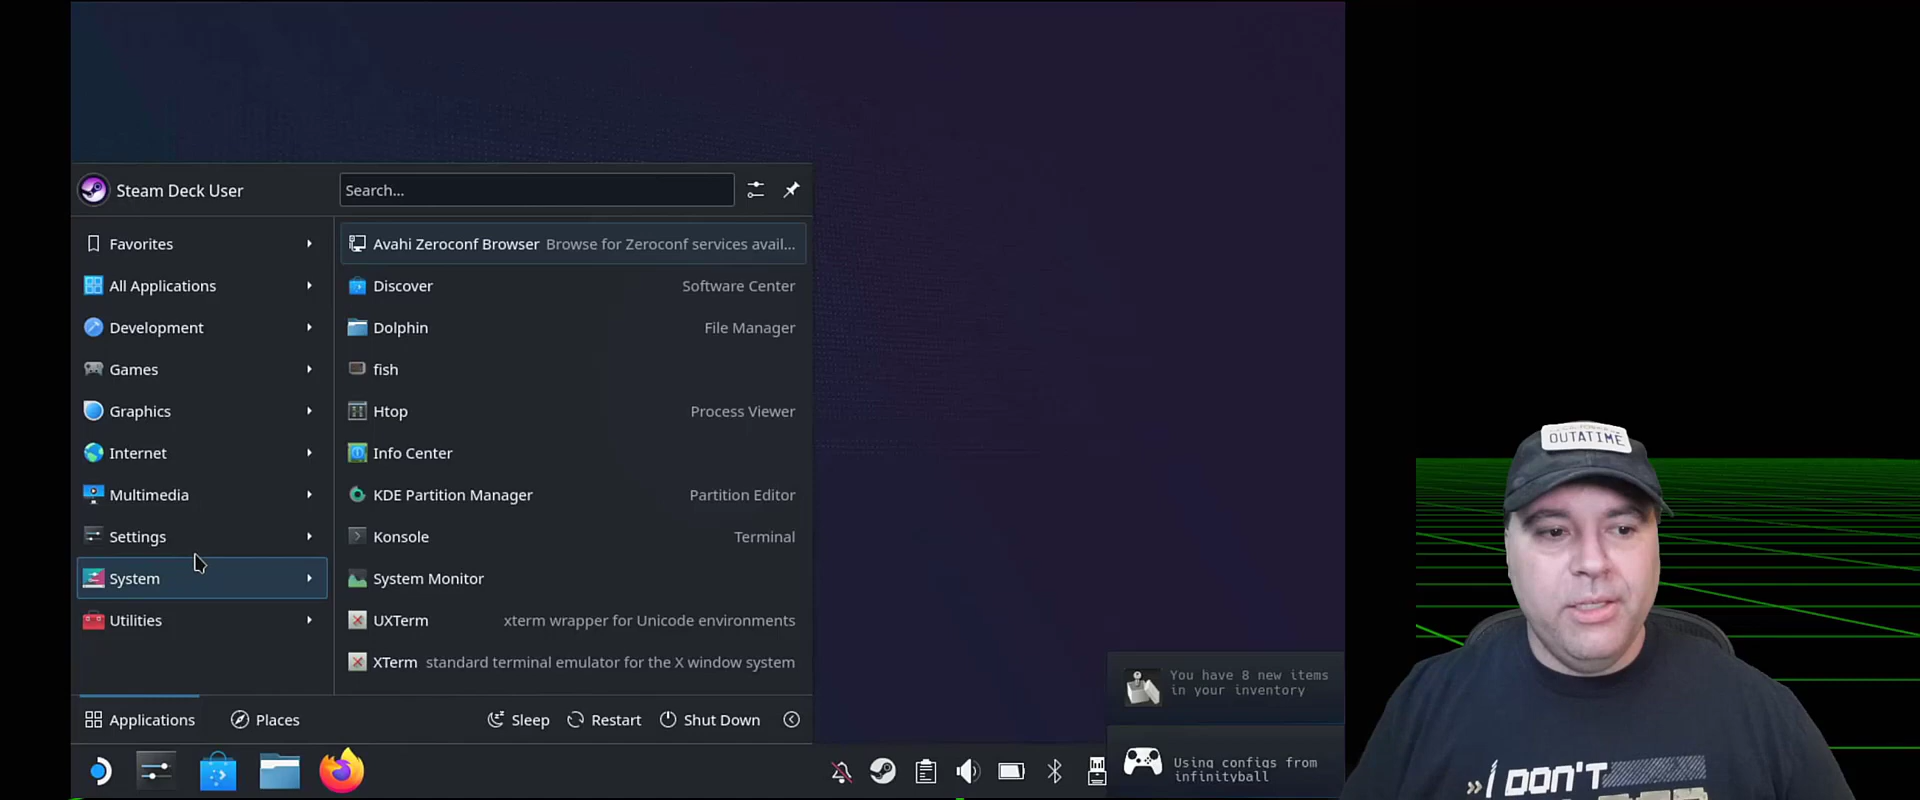 Steam Deck User
Search...
Favorites
All Applications
Development
Games
Graphics
Internet
Multimedia
Settings
System
Utilities
Avahi Zeroconf Browser Browse for Zeroconf services avail...
Discover Software Center
Dolphin File Manager
fish
Htop Process Viewer
Info Center
KDE Partition Manager Partition Editor
Konsole Terminal
System Monitor
UXTerm xterm wrapper for Unicode environments
XTerm standard terminal emulator for the X window system
Applications Places Sleep Restart Shut Down
You have 8 new items
in your inventory
Using configs from
infinityball
OUTATIME
»I DON'T